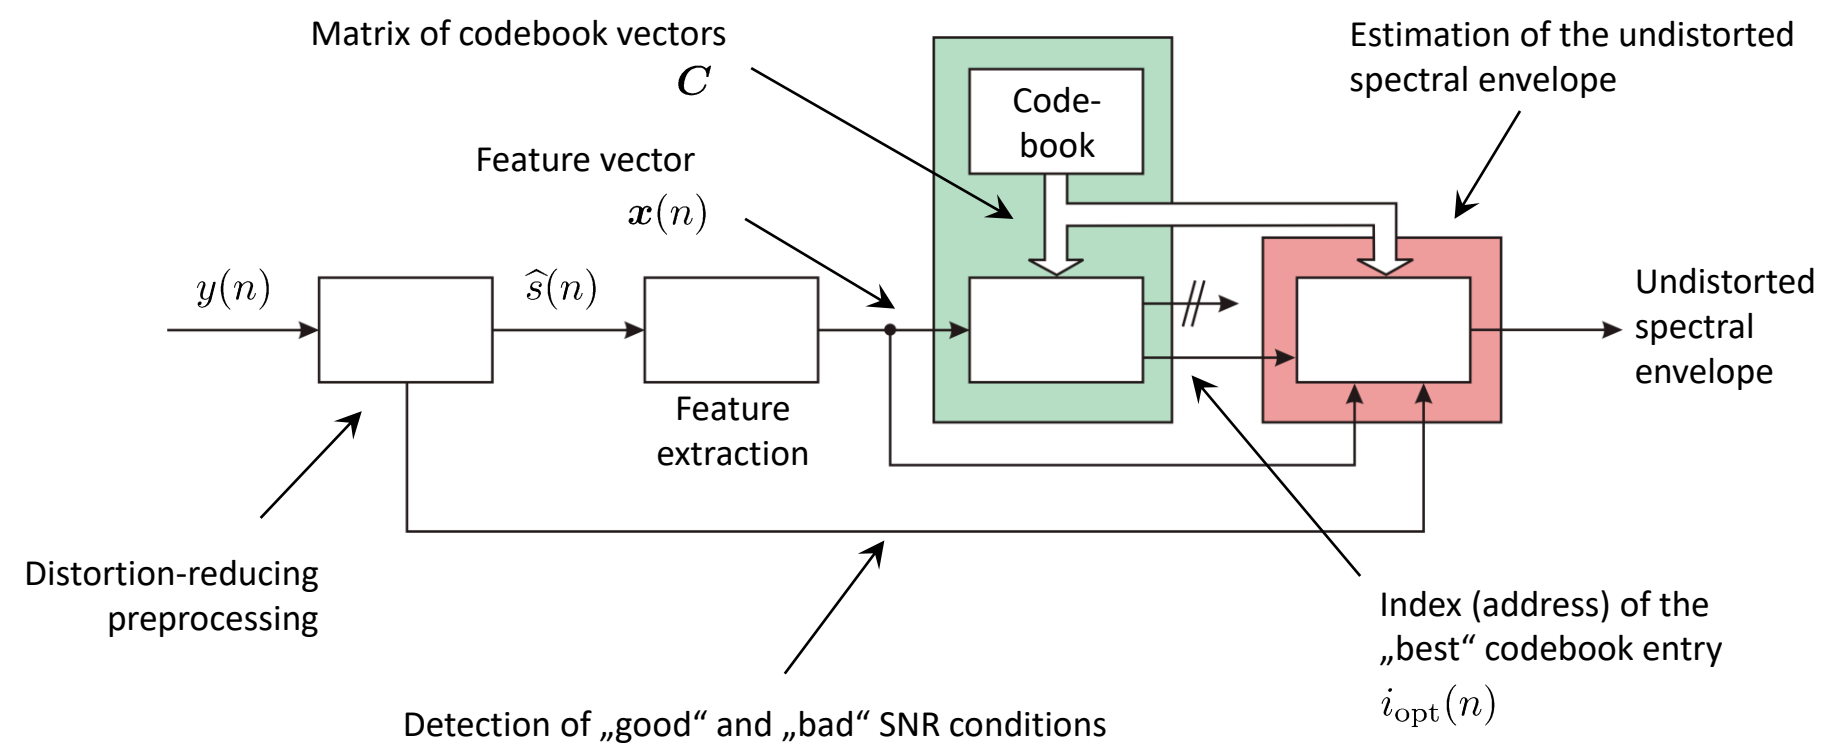 Matrix of codebook vectors
C
Estimation of the undistorted
spectral envelope
Code-
book
Feature vector
x(n)
y(n)
ŝ(n)
Undistorted
spectral
envelope
Feature
extraction
Distortion-reducing
preprocessing
Index (address) of the
„best“ codebook entry
i_opt(n)
Detection of „good“ and „bad“ SNR conditions